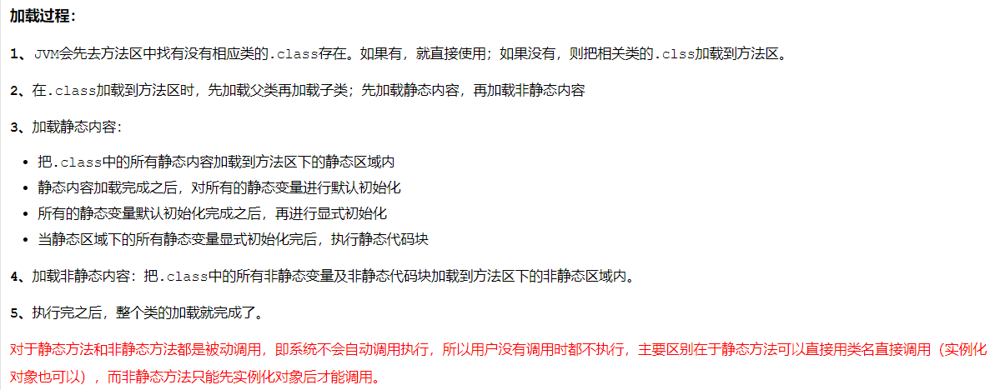 加载过程：
1、JVM会先去方法区中找有没有相应类的.class存在。如果有，就直接使用；如果没有，则把相关类的.clss加载到方法区。
2、在.class加载到方法区时，先加载父类再加载子类；先加载静态内容，再加载非静态内容
3、加载静态内容：
• 把.class中的所有静态内容加载到方法区下的静态区域内
• 静态内容加载完成之后，对所有的静态变量进行默认初始化
• 所有的静态变量默认初始化完成之后，再进行显式初始化
• 当静态区域下的所有静态变量显式初始化完后，执行静态代码块
4、加载非静态内容：把.class中的所有非静态变量及非静态代码块加载到方法区下的非静态区域内。
5、执行完之后，整个类的加载就完成了。
对于静态方法和非静态方法都是被动调用，即系统不会自动调用执行，所以用户没有调用时都不执行，主要区别在于静态方法可以直接用类名直接调用（实例化
对象也可以），而非静态方法只能先实例化对象后才能调用。